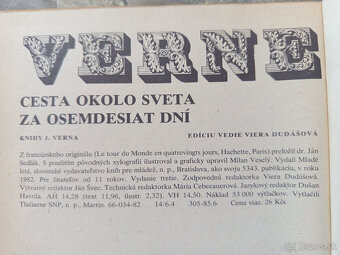 VERNE
CESTA OKOLO SVETA
ZA OSEMDESIAT DNÍ
KNIHY J. VERNA EDÍCIU VEDIE VIERA DUDÁŠOVÁ
Z francúzskeho originálu (Le tour du Monde en quatrevingts jours, Hachette, Paris) preložil dr. Ján
Sedlák. S použitím pôvodných xylografií ilustroval a graficky upravil Milan Veselý. Vydali Mladé
letá, slovenské vydavateľstvo kníh pre mládež, n. p., Bratislava, ako svoju 5343. publikáciu, v roku
1982. Pre čitateľov od 11 rokov. Vydanie tretie. Zodpovedná redaktorka Viera Dudášová.
Výtvarný redaktor Ján Švec. Technická redaktorka Mária Cebecauerová. Jazykový redaktor Dušan
Havrila. AH 14,28 (text 11,96, ilustr. 2,32). VH 14,50. Náklad 53 000 výtlačkov. Vytlačili
Tlačiarne SNP, n. p., Martin. 66-034-82 14/6.4 305-85.6 Cena viaz. 26 Kčs